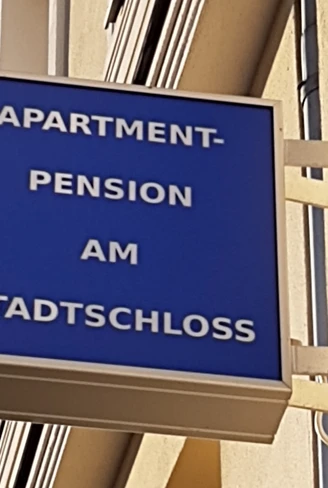 APARTMENT-
PENSION
AM
TADTSCHLOSS